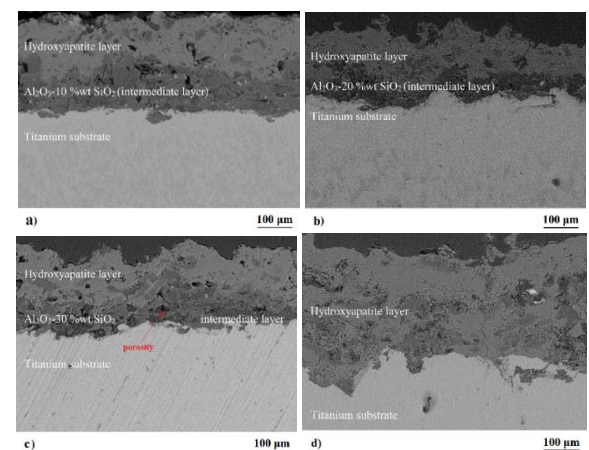 Hydroxyapatite layer
Al₂O₃-10 %wt SiO₂ (intermediate layer)
Titanium substrate
a)
100 µm
Hydroxyapatite layer
Al₂O₃-20 %wt SiO₂ (intermediate layer)
Titanium substrate
b)
100 µm
Hydroxyapatite layer
Al₂O₃-30 %wt SiO₂ intermediate layer
porosity
Titanium substrate
c)
100 µm
Hydroxyapatite layer
Titanium substrate
d)
100 µm